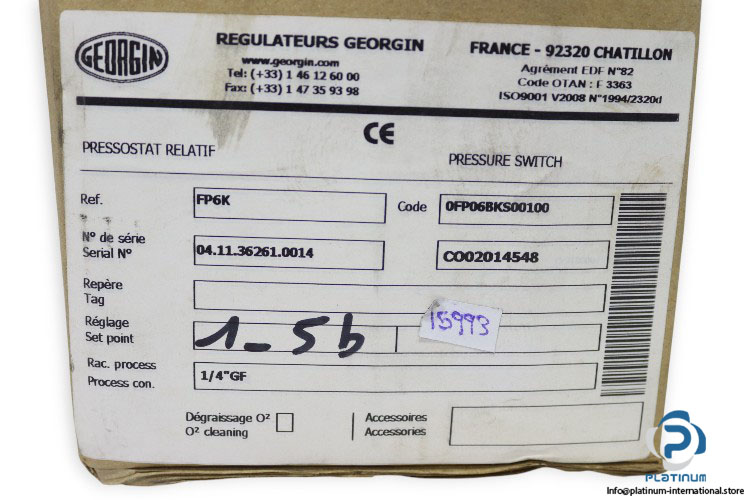 GEORGIN
REGULATEURS GEORGIN
www.georgin.com
Tel: (+33) 1 46 12 60 00
Fax: (+33) 1 47 35 93 98
FRANCE - 92320 CHATILLON
Agrément EDF N°82
Code OTAN : F 3363
ISO9001 V2008 N°1994/2320d
CE
PRESSOSTAT RELATIF
PRESSURE SWITCH
Ref.
FP6K
Code
0FP06BKS00100
N° de série
Serial N°
04.11.36261.0014
CO02014548
Repère
Tag
Réglage
Set point
1_5b
15993
Rac. process
Process con.
1/4"GF
Dégraissage O²
O² cleaning
Accessoires
Accessories
PLATINUM
Info@platinum-international.store